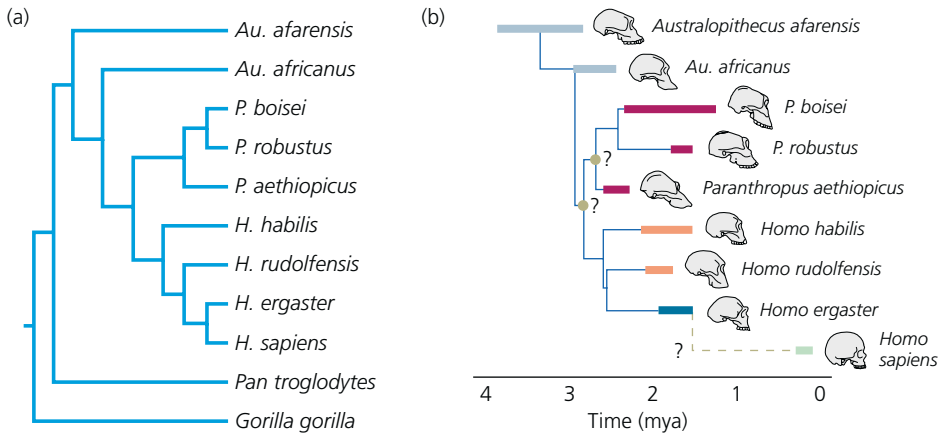 (a)
Au. afarensis
Au. africanus
P. boisei
P. robustus
P. aethiopicus
H. habilis
H. rudolfensis
H. ergaster
H. sapiens
Pan troglodytes
Gorilla gorilla
(b)
Australopithecus afarensis
Au. africanus
P. boisei
?
P. robustus
Paranthropus aethiopicus
?
Homo habilis
Homo rudolfensis
Homo ergaster
?
Homo
sapiens
4 3 2 1 0
Time (mya)